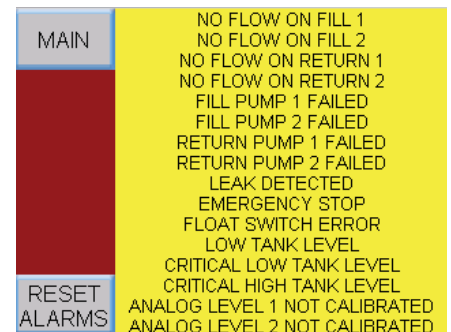 MAIN
NO FLOW ON FILL 1
NO FLOW ON FILL 2
NO FLOW ON RETURN 1
NO FLOW ON RETURN 2
FILL PUMP 1 FAILED
FILL PUMP 2 FAILED
RETURN PUMP 1 FAILED
RETURN PUMP 2 FAILED
LEAK DETECTED
EMERGENCY STOP
FLOAT SWITCH ERROR
LOW TANK LEVEL
CRITICAL LOW TANK LEVEL
CRITICAL HIGH TANK LEVEL
ANALOG LEVEL 1 NOT CALIBRATED
ANALOG LEVEL 2 NOT CALIBRATED
RESET
ALARMS